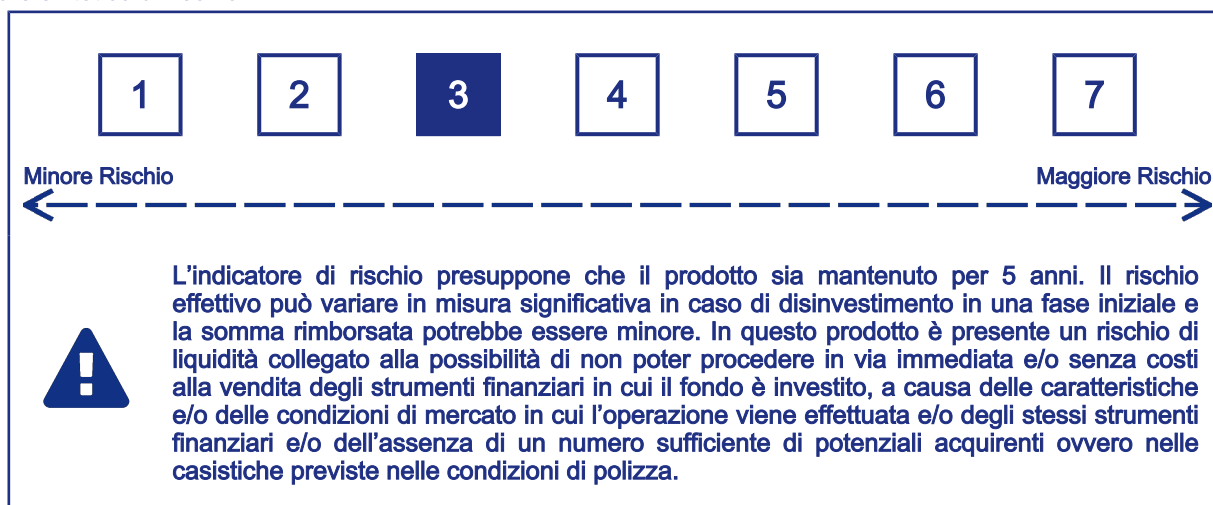 1 2 3 4 5 6 7
Minore Rischio Maggiore Rischio
L'indicatore di rischio presuppone che il prodotto sia mantenuto per 5 anni. Il rischio
effettivo può variare in misura significativa in caso di disinvestimento in una fase iniziale e
la somma rimborsata potrebbe essere minore. In questo prodotto è presente un rischio di
liquidità collegato alla possibilità di non poter procedere in via immediata e/o senza costi
alla vendita degli strumenti finanziari in cui il fondo è investito, a causa delle caratteristiche
e/o delle condizioni di mercato in cui l'operazione viene effettuata e/o degli stessi strumenti
finanziari e/o dell'assenza di un numero sufficiente di potenziali acquirenti ovvero nelle
casistiche previste nelle condizioni di polizza.